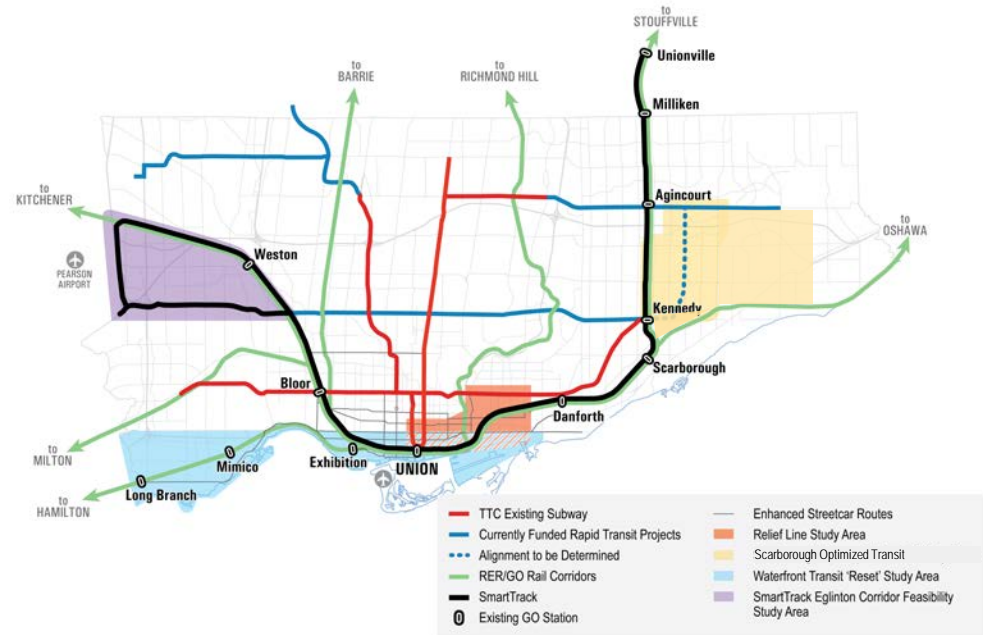 to
STOUFFVILLE
Unionville
to
BARRIE
to
RICHMOND HILL
Milliken
to
KITCHENER
Agincourt
to
OSHAWA
Weston
PEARSON
AIRPORT
Kennedy
Scarborough
Bloor
Danforth
to
MILTON
Mimico
Exhibition
UNION
Long Branch
to
HAMILTON
TTC Existing Subway
Currently Funded Rapid Transit Projects
Alignment to be Determined
RER/GO Rail Corridors
SmartTrack
Existing GO Station
Enhanced Streetcar Routes
Relief Line Study Area
Scarborough Optimized Transit
Waterfront Transit 'Reset' Study Area
SmartTrack Eglinton Corridor Feasibility
Study Area